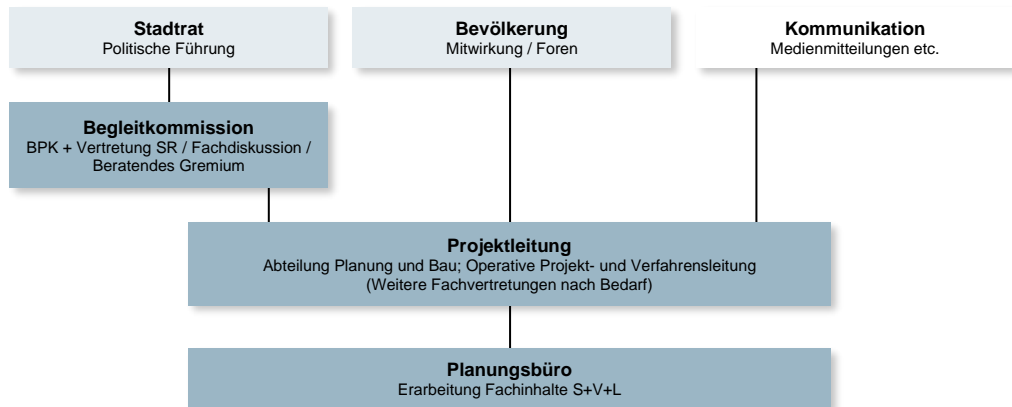 Stadtrat
Politische Führung
Bevölkerung
Mitwirkung / Foren
Kommunikation
Medienmitteilungen etc.
Begleitkommission
BPK + Vertretung SR / Fachdiskussion /
Beratendes Gremium
Projektleitung
Abteilung Planung und Bau; Operative Projekt- und Verfahrensleitung
(Weitere Fachvertretungen nach Bedarf)
Planungsbüro
Erarbeitung Fachinhalte S+V+L